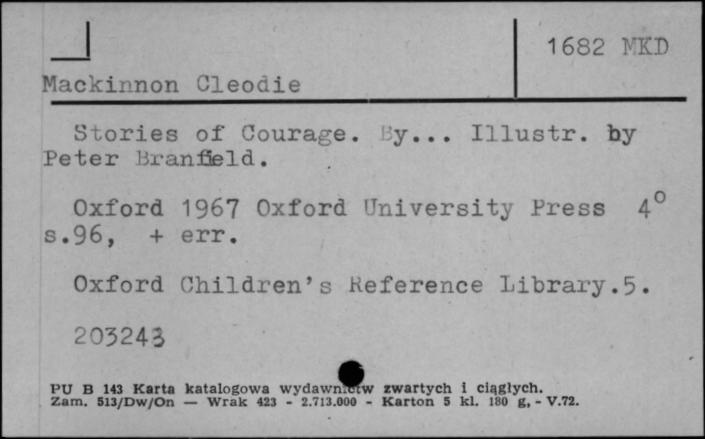 1682 MKD
Mackinnon Cleodie
Stories of Courage. By... Illustr. by
Peter Branfield.
Oxford 1967 Oxford University Press 4°
s.96, + err.
Oxford Children's Reference Library.5.
203243
PU B 143 Karta katalogowa wydawnictw zwartych i ciągłych.
Zam. 513/Dw/On — Wrak 423 - 2.713.000 - Karton 5 kl. 180 g, - V.72.